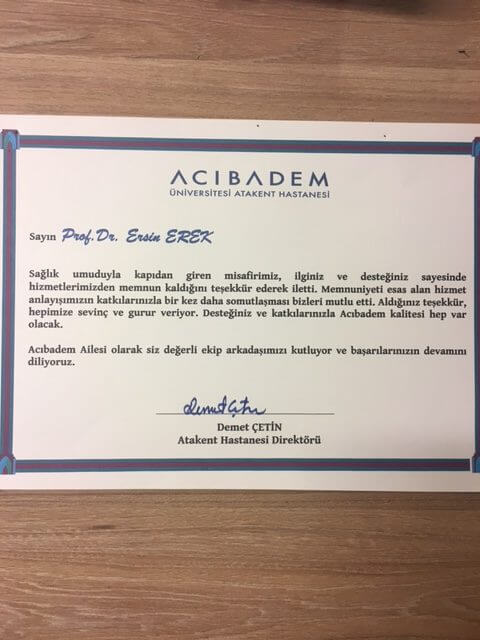 ACIBADEM
ÜNİVERSİTESİ ATAKENT HASTANESİ
Sayın Prof.Dr. Ersin EREK
Sağlık umuduyla kapıdan giren misafirimiz, ilginiz ve desteğiniz sayesinde
hizmetlerimizden memnun kaldığını teşekkür ederek iletti. Memnuniyeti esas alan hizmet
anlayışımızın katkılarınızla bir kez daha somutlaşması bizleri mutlu etti. Aldığınız teşekkür,
hepimize sevinç ve gurur veriyor. Desteğiniz ve katkılarınızla Acıbadem kalitesi hep var
olacak.
Acıbadem Ailesi olarak siz değerli ekip arkadaşımızı kutluyor ve başarılarınızın devamını
diliyoruz.
Demet Çetin
Demet ÇETİN
Atakent Hastanesi Direktörü